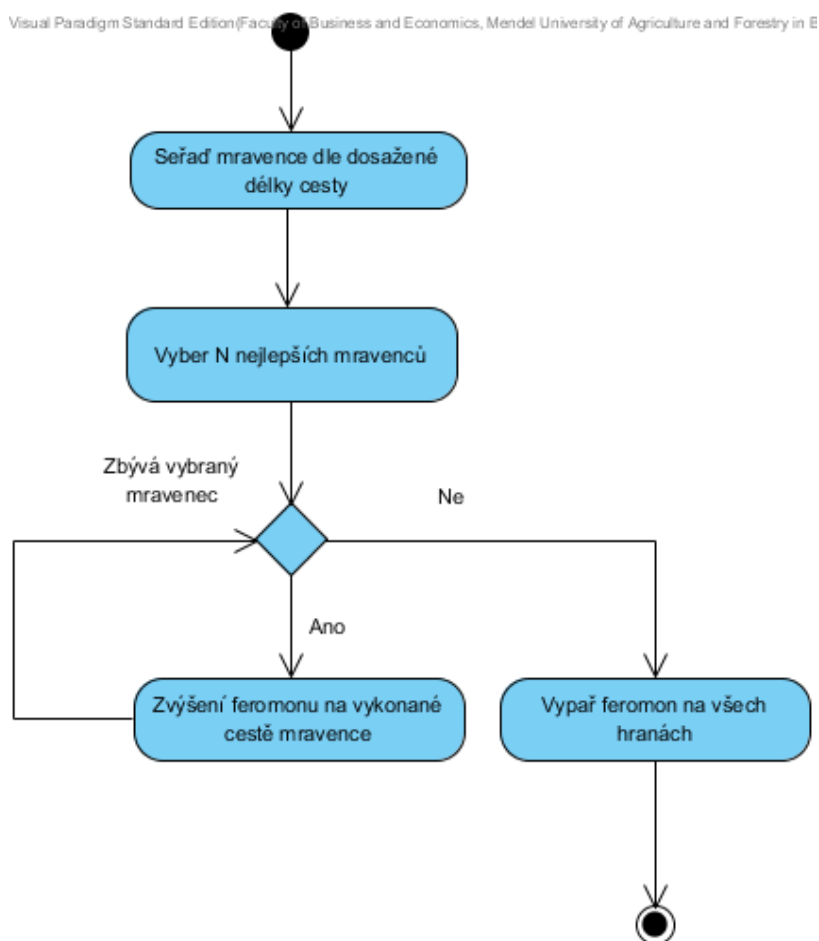 Visual Paradigm Standard Edition(Faculty of Business and Economics, Mendel University of Agriculture and Forestry in B
Seřaď mravence dle dosažené
délky cesty
Vyber N nejlepších mravenců
Zbývá vybraný
mravenec
Ne
Ano
Zvýšení feromonu na vykonané
cestě mravence
Vypař feromon na všech
hranách